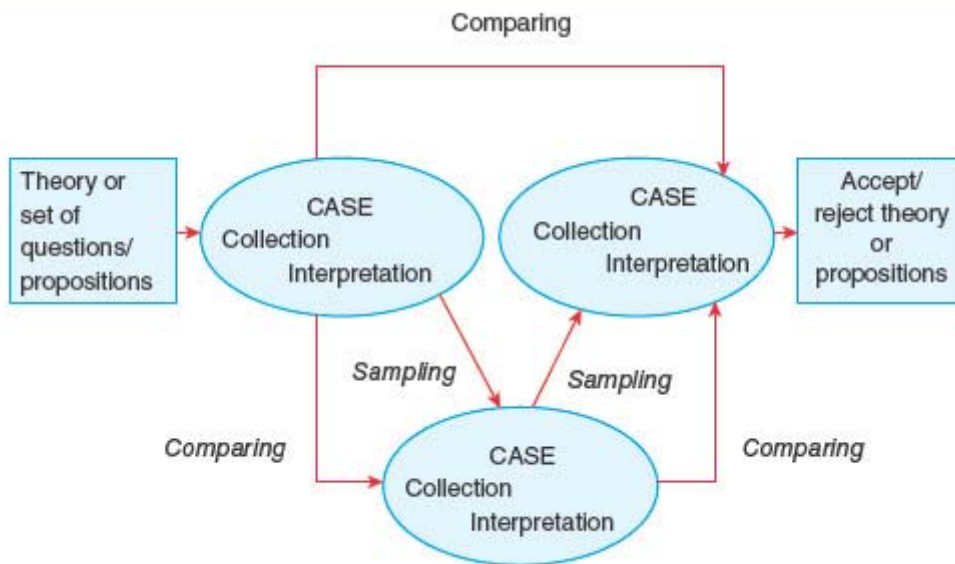 Comparing
Theory or
set of
questions/
propositions
CASE
Collection
Interpretation
CASE
Collection
Interpretation
Accept/
reject theory
or
propositions
Sampling
Sampling
Comparing
Comparing
CASE
Collection
Interpretation